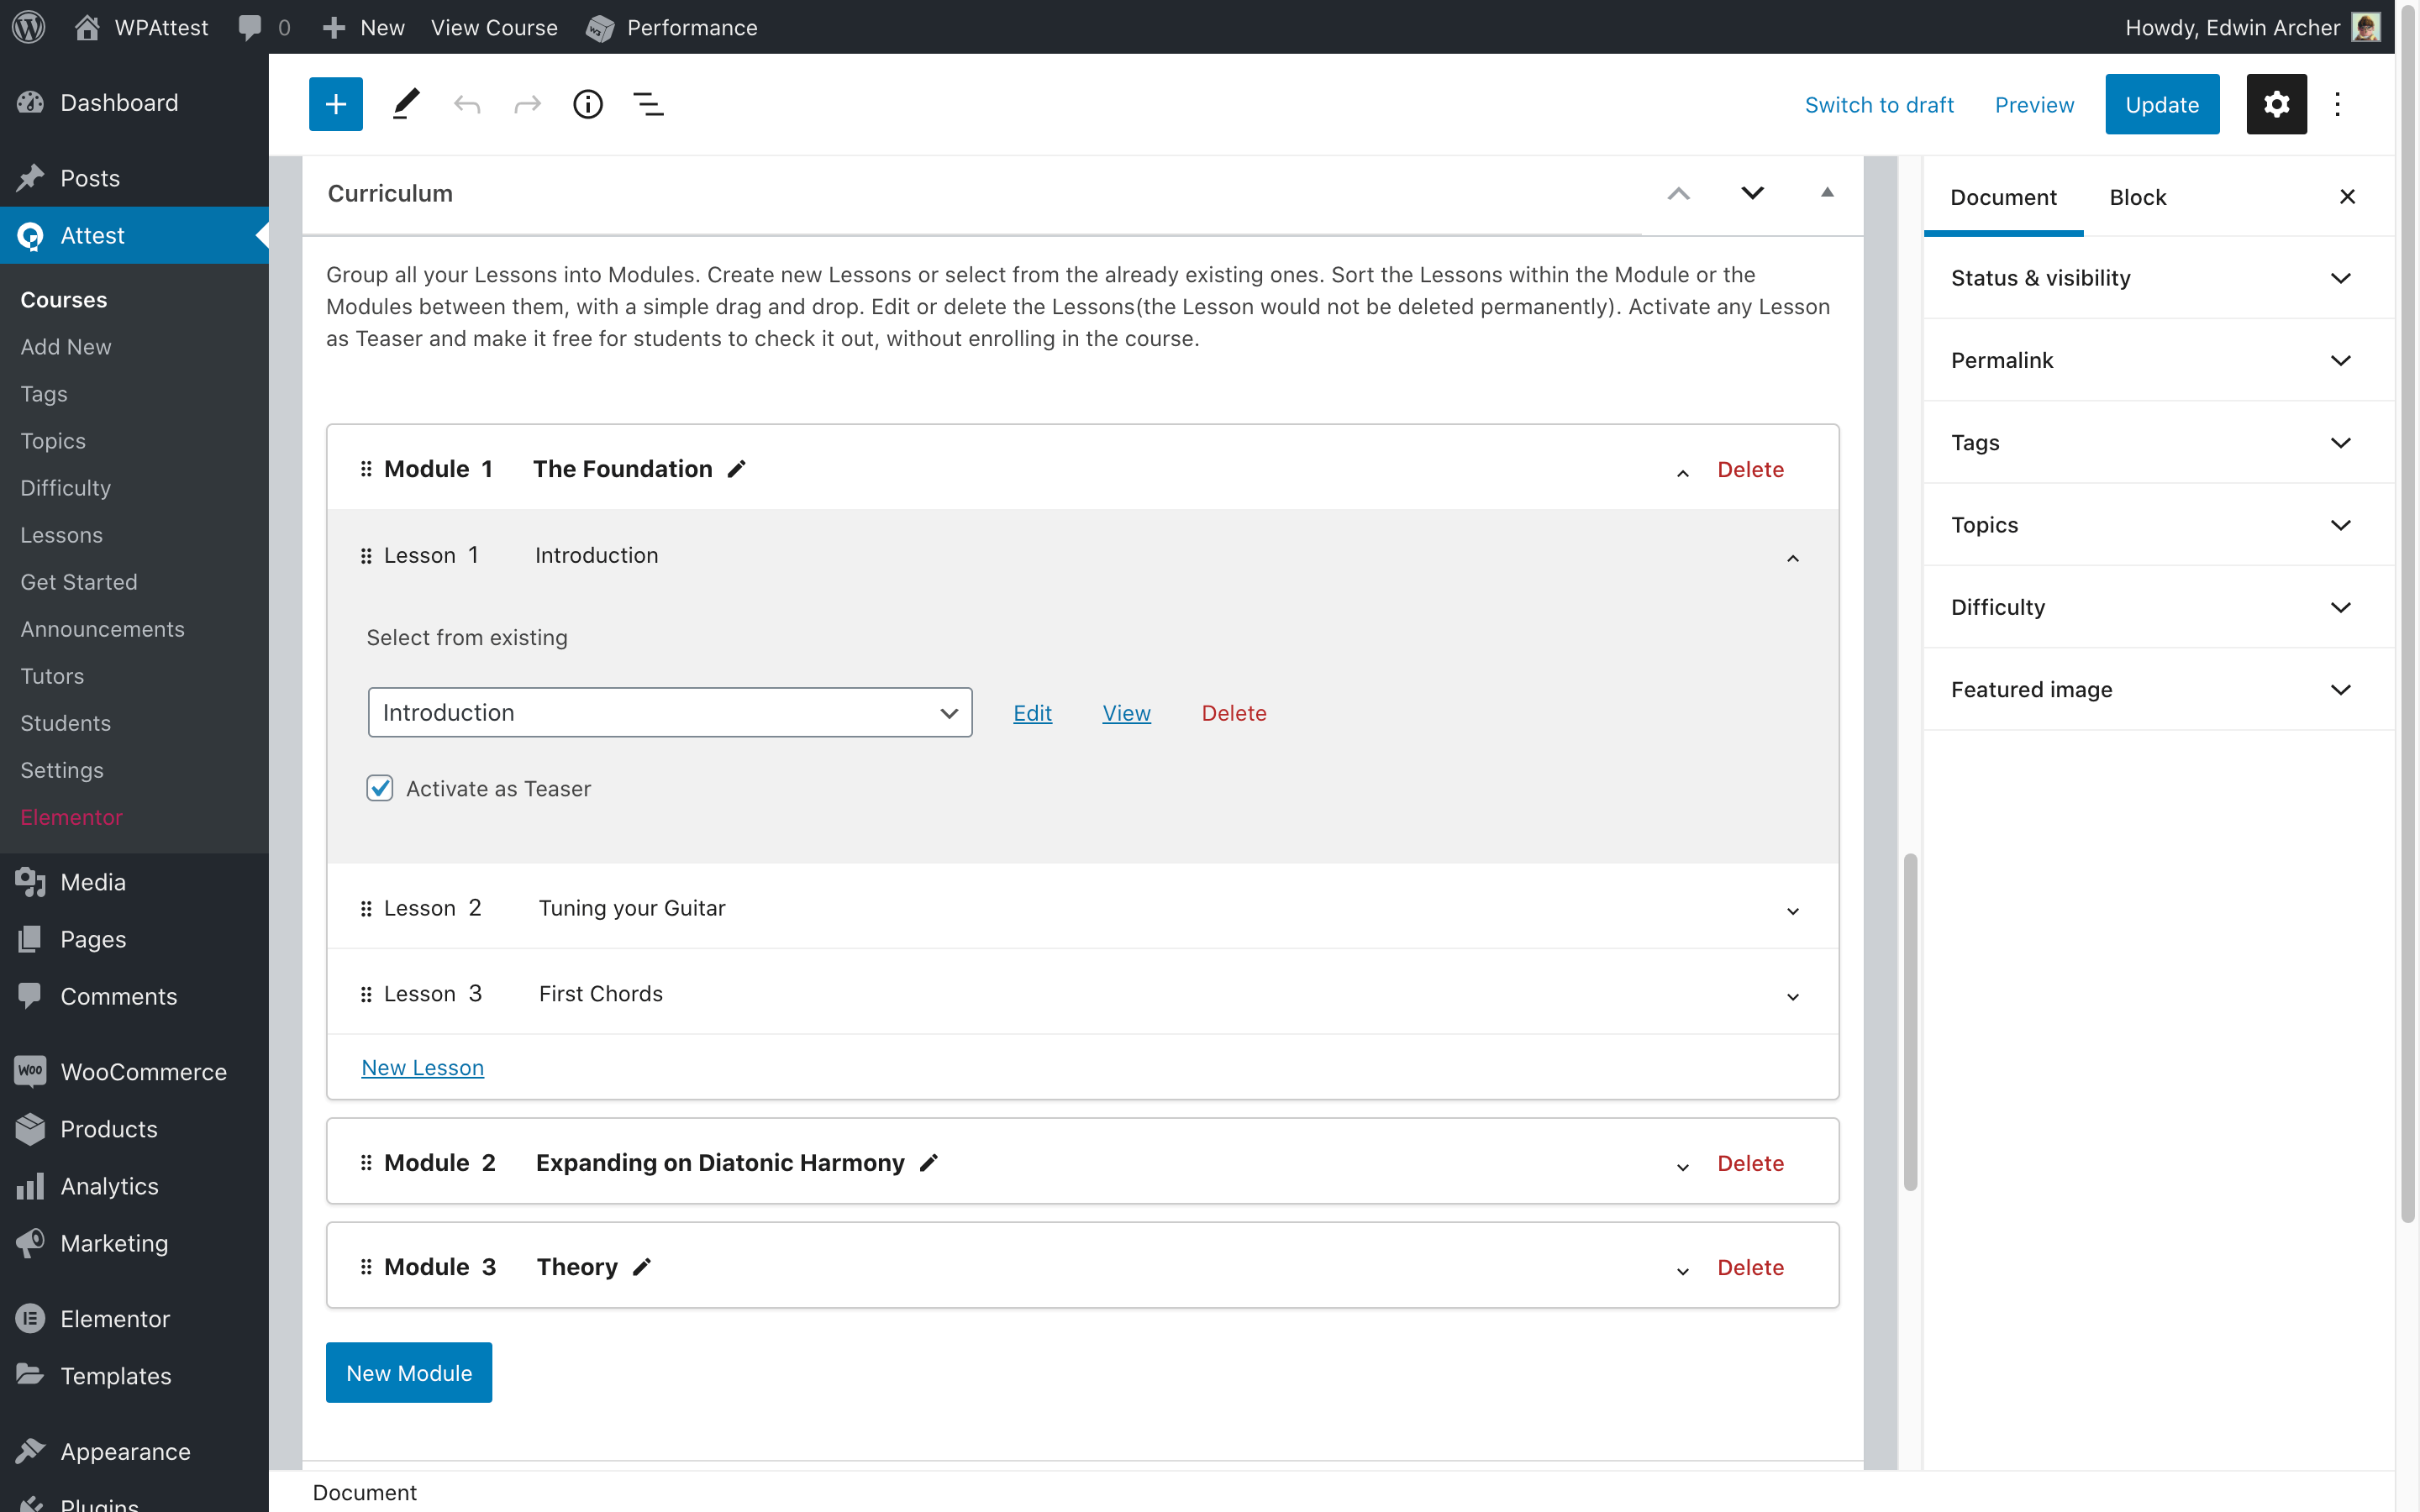 WPAttest
0
New
View Course
Performance
Howdy, Edwin Archer
Dashboard
Posts
Attest
Courses
Add New
Tags
Topics
Difficulty
Lessons
Get Started
Announcements
Tutors
Students
Settings
Elementor
Media
Pages
Comments
WOO
WooCommerce
Products
Analytics
Marketing
Elementor
Templates
Appearance
Plugins
Switch to draft
Preview
Update
Curriculum
Group all your Lessons into Modules. Create new Lessons or select from the already existing ones. Sort the Lessons within the Module or the
Modules between them, with a simple drag and drop. Edit or delete the Lessons(the Lesson would not be deleted permanently). Activate any Lesson
as Teaser and make it free for students to check it out, without enrolling in the course.
Module 1 The Foundation
Delete
Lesson 1 Introduction
Select from existing
Introduction
Edit
View
Delete
Activate as Teaser
Lesson 2 Tuning your Guitar
Lesson 3 First Chords
New Lesson
Module 2 Expanding on Diatonic Harmony
Delete
Module 3 Theory
Delete
New Module
Document
Document
Block
Status & visibility
Permalink
Tags
Topics
Difficulty
Featured image